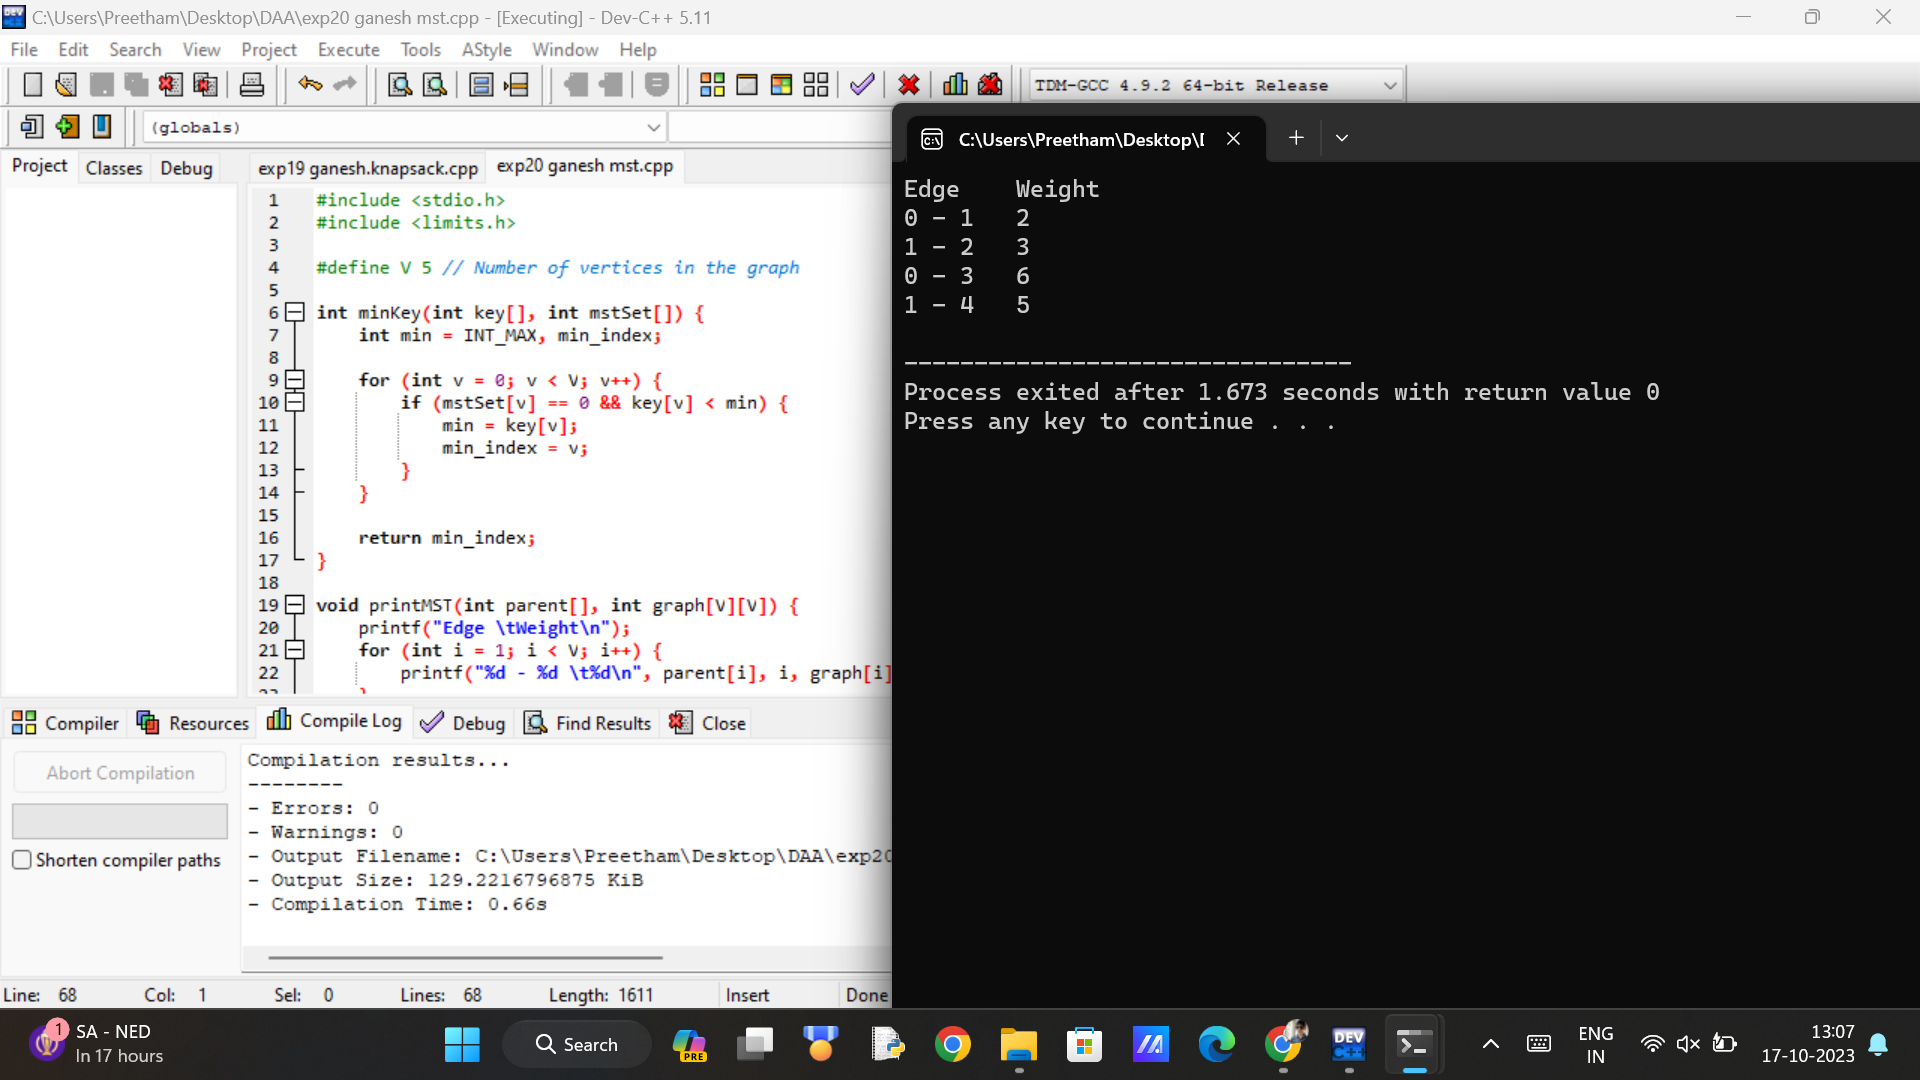 C:\Users\Preetham\Desktop\DAA\exp20 ganesh mst.cpp - [Executing] - Dev-C++ 5.11
File Edit Search View Project Execute Tools AStyle Window Help
TDM-GCC 4.9.2 64-bit Release
(globals)
Project Classes Debug
exp19 ganesh.knapsack.cpp exp20 ganesh mst.cpp
1 #include <stdio.h>
2 #include <limits.h>
3
4 #define V 5 // Number of vertices in the graph
5
6 int minKey(int key[], int mstSet[]) {
7 int min = INT_MAX, min_index;
8
9 for (int v = 0; v < V; v++) {
10 if (mstSet[v] == 0 && key[v] < min) {
11 min = key[v];
12 min_index = v;
13 }
14 }
15
16 return min_index;
17 }
18
19 void printMST(int parent[], int graph[V][V]) {
20 printf("Edge \tWeight\n");
21 for (int i = 1; i < V; i++) {
22 printf("%d - %d \t%d\n", parent[i], i, graph[i]
C:\Users\Preetham\Desktop\
Edge Weight
0 - 1 2
1 - 2 3
0 - 3 6
1 - 4 5
--------------------------------
Process exited after 1.673 seconds with return value 0
Press any key to continue . . .
Compiler Resources Compile Log Debug Find Results Close
Abort Compilation
Shorten compiler paths
Compilation results...
--------
- Errors: 0
- Warnings: 0
- Output Filename: C:\Users\Preetham\Desktop\DAA\exp20
- Output Size: 129.2216796875 KiB
- Compilation Time: 0.66s
Line: 68 Col: 1 Sel: 0 Lines: 68 Length: 1611 Insert Done
1
SA - NED
In 17 hours
Search
PRE
DEV
C++
ENG
IN
13:07
17-10-2023